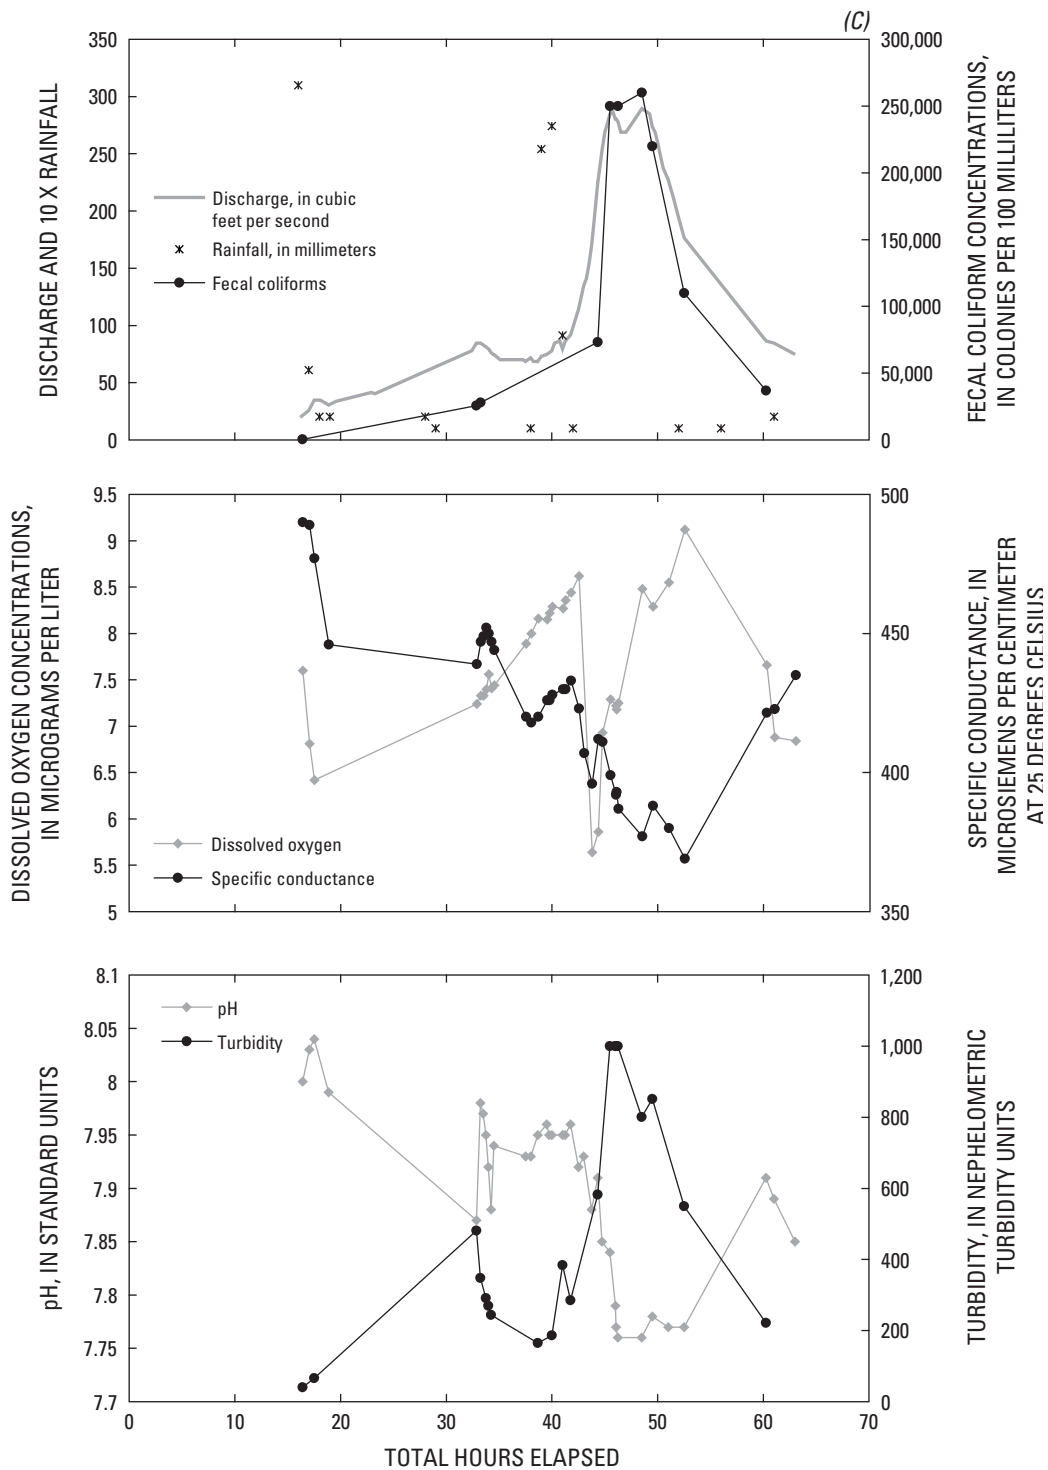 (C)
350
300
250
200
150
100
50
0
DISCHARGE AND 10 X RAINFALL
300,000
250,000
200,000
150,000
100,000
50,000
0
FECAL COLIFORM CONCENTRATIONS,
IN COLONIES PER 100 MILLILITERS
Discharge, in cubic
feet per second
Rainfall, in millimeters
Fecal coliforms
9.5
9
8.5
8
7.5
7
6.5
6
5.5
5
DISSOLVED OXYGEN CONCENTRATIONS,
IN MICROGRAMS PER LITER
500
450
400
350
SPECIFIC CONDUCTANCE, IN
MICROSIEMENS PER CENTIMETER
AT 25 DEGREES CELSIUS
Dissolved oxygen
Specific conductance
8.1
8.05
8
7.95
7.9
7.85
7.8
7.75
7.7
pH, IN STANDARD UNITS
1,200
1,000
800
600
400
200
0
TURBIDITY, IN NEPHELOMETRIC
TURBIDITY UNITS
pH
Turbidity
0 10 20 30 40 50 60 70
TOTAL HOURS ELAPSED